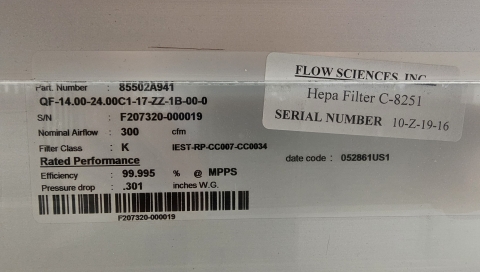 FLOW SCIENCES, INC.
Hepa Filter C-8251
SERIAL NUMBER 10-Z-19-16
Part. Number : 85502A941
QF-14.00-24.00C1-17-ZZ-1B-00-0
S/N : F207320-000019
Nominal Airflow : 300 cfm
Filter Class : K IEST-RP-CC007-CC0034
date code : 052861US1
Rated Performance
Efficiency : 99.995 % @ MPPS
Pressure drop : .301 inches W.G.
F207320-000019